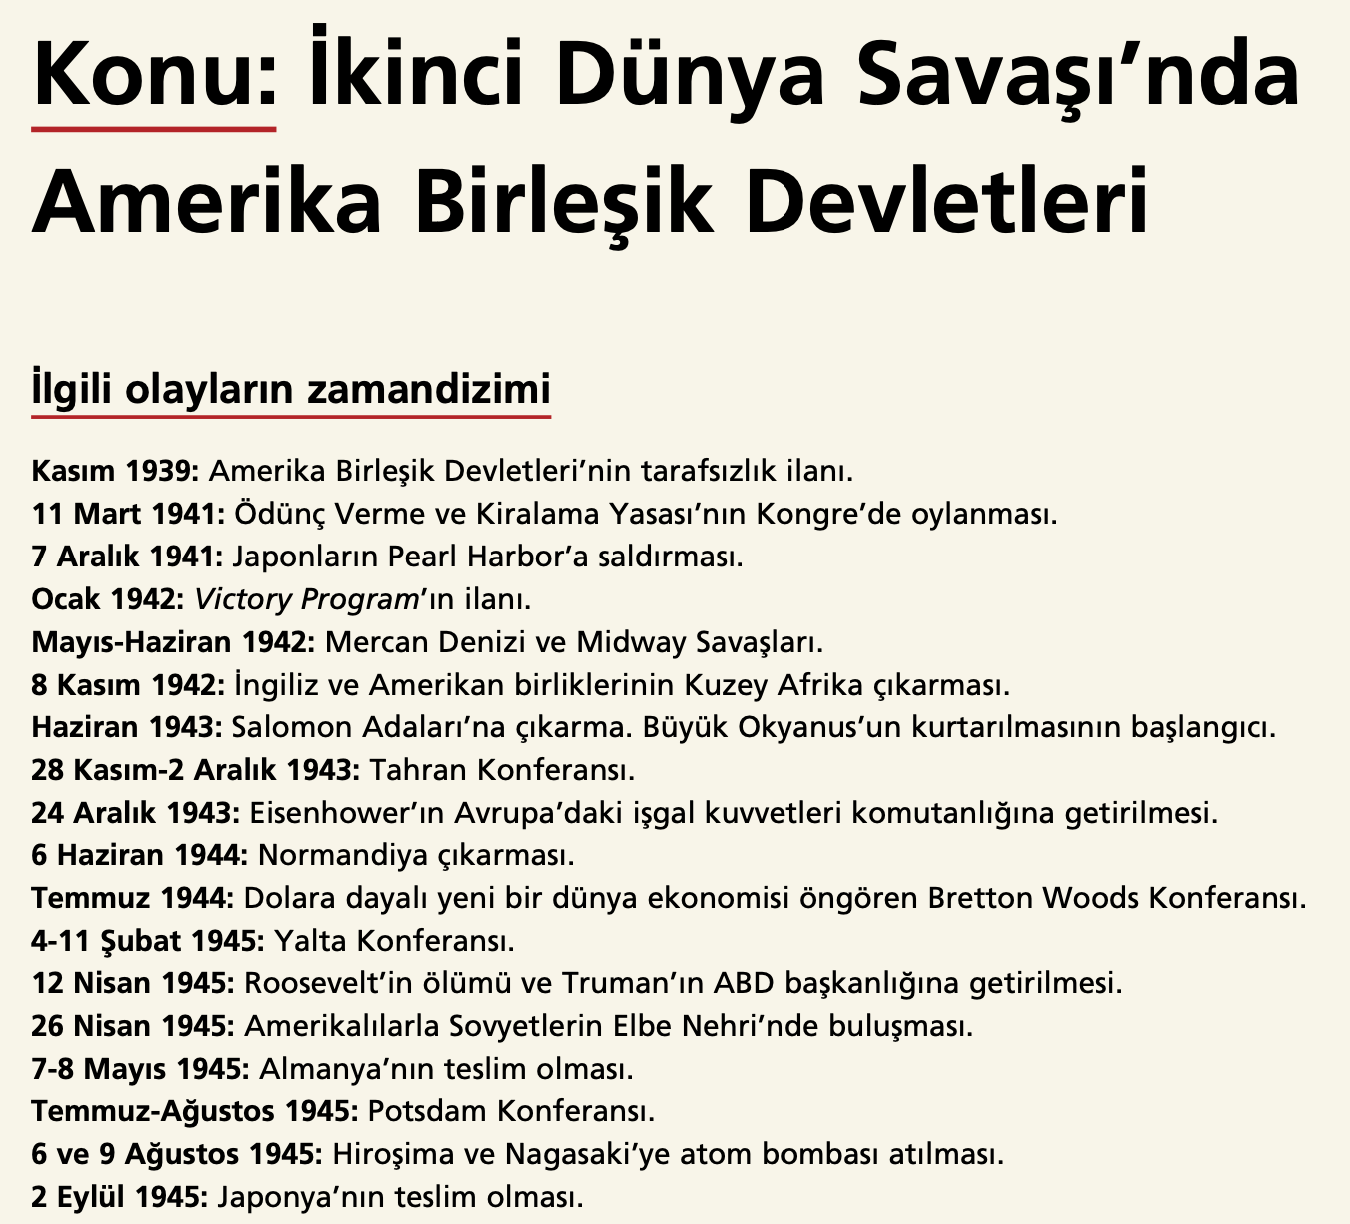 Konu: İkinci Dünya Savaşı’nda
Amerika Birleşik Devletleri
İlgili olayların zamandizimi
Kasım 1939: Amerika Birleşik Devletleri’nin tarafsızlık ilanı.
11 Mart 1941: Ödünç Verme ve Kiralama Yasası’nın Kongre’de oylanması.
7 Aralık 1941: Japonların Pearl Harbor’a saldırması.
Ocak 1942: Victory Program’ın ilanı.
Mayıs-Haziran 1942: Mercan Denizi ve Midway Savaşları.
8 Kasım 1942: İngiliz ve Amerikan birliklerinin Kuzey Afrika çıkarması.
Haziran 1943: Salomon Adaları’na çıkarma. Büyük Okyanus’un kurtarılmasının başlangıcı.
28 Kasım-2 Aralık 1943: Tahran Konferansı.
24 Aralık 1943: Eisenhower’ın Avrupa’daki işgal kuvvetleri komutanlığına getirilmesi.
6 Haziran 1944: Normandiya çıkarması.
Temmuz 1944: Dolara dayalı yeni bir dünya ekonomisi öngören Bretton Woods Konferansı.
4-11 Şubat 1945: Yalta Konferansı.
12 Nisan 1945: Roosevelt’in ölümü ve Truman’ın ABD başkanlığına getirilmesi.
26 Nisan 1945: Amerikalılarla Sovyetlerin Elbe Nehri’nde buluşması.
7-8 Mayıs 1945: Almanya’nın teslim olması.
Temmuz-Ağustos 1945: Potsdam Konferansı.
6 ve 9 Ağustos 1945: Hiroşima ve Nagasaki’ye atom bombası atılması.
2 Eylül 1945: Japonya’nın teslim olması.